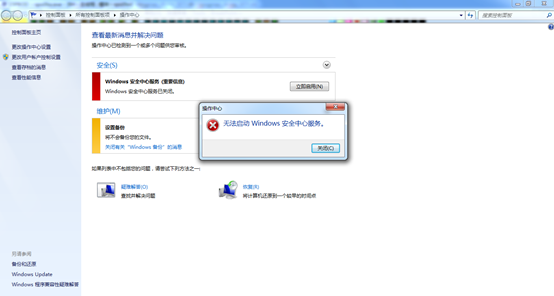 控制面板 ▸ 所有控制面板项 ▸ 操作中心
搜索控制面板
控制面板主页
更改操作中心设置
更改用户帐户控制设置
查看存档的消息
查看性能信息
查看最新消息并解决问题
操作中心已检测到一个或多个问题供您审核。
安全(S)
Windows 安全中心服务 (重要信息)
Windows 安全中心服务已关闭。
立即启用(N)
维护(M)
设置备份
将不会备份您的文件。
关闭有关“Windows 备份”的消息
操作中心
无法启动 Windows 安全中心服务。
关闭(C)
如果列表中不包括您的问题，请尝试下列方法之一:
疑难解答(O)
查找并解决问题
恢复(R)
将计算机还原到一个较早的时间点
另请参阅
备份和还原
Windows Update
Windows 程序兼容性疑难解答